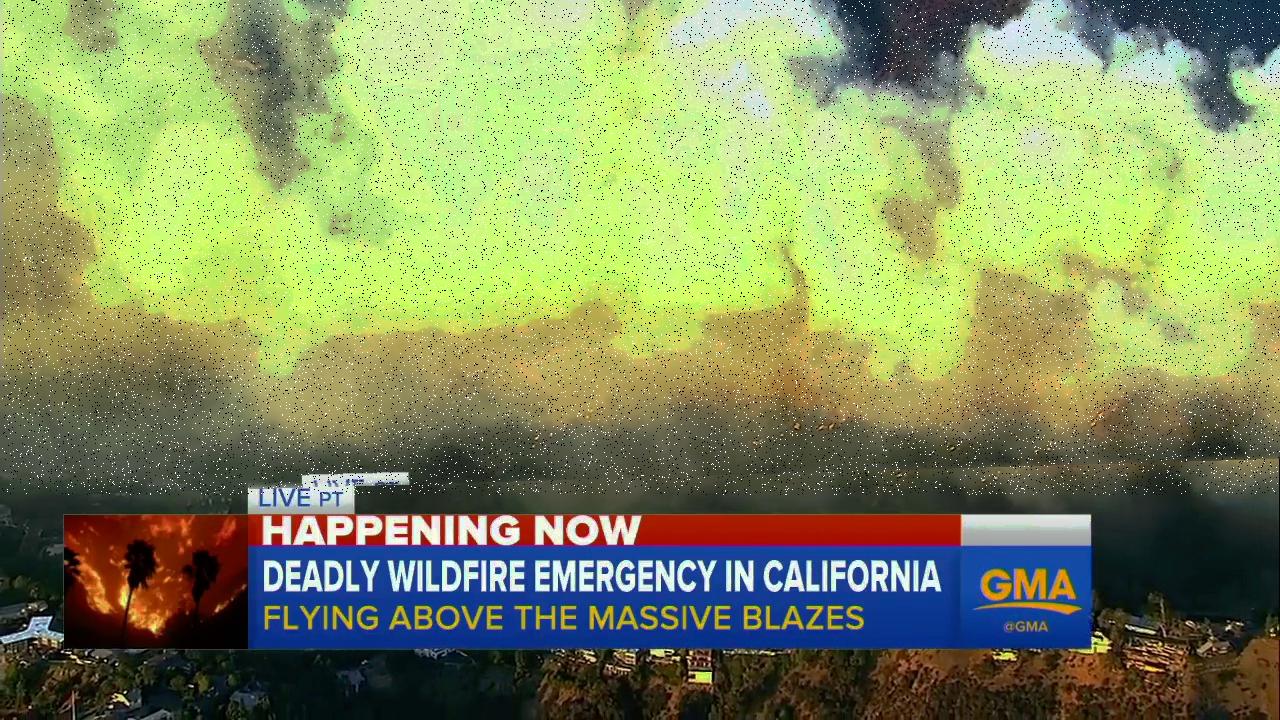 LIVE PT
HAPPENING NOW
DEADLY WILDFIRE EMERGENCY IN CALIFORNIA
FLYING ABOVE THE MASSIVE BLAZES
GMA
@GMA